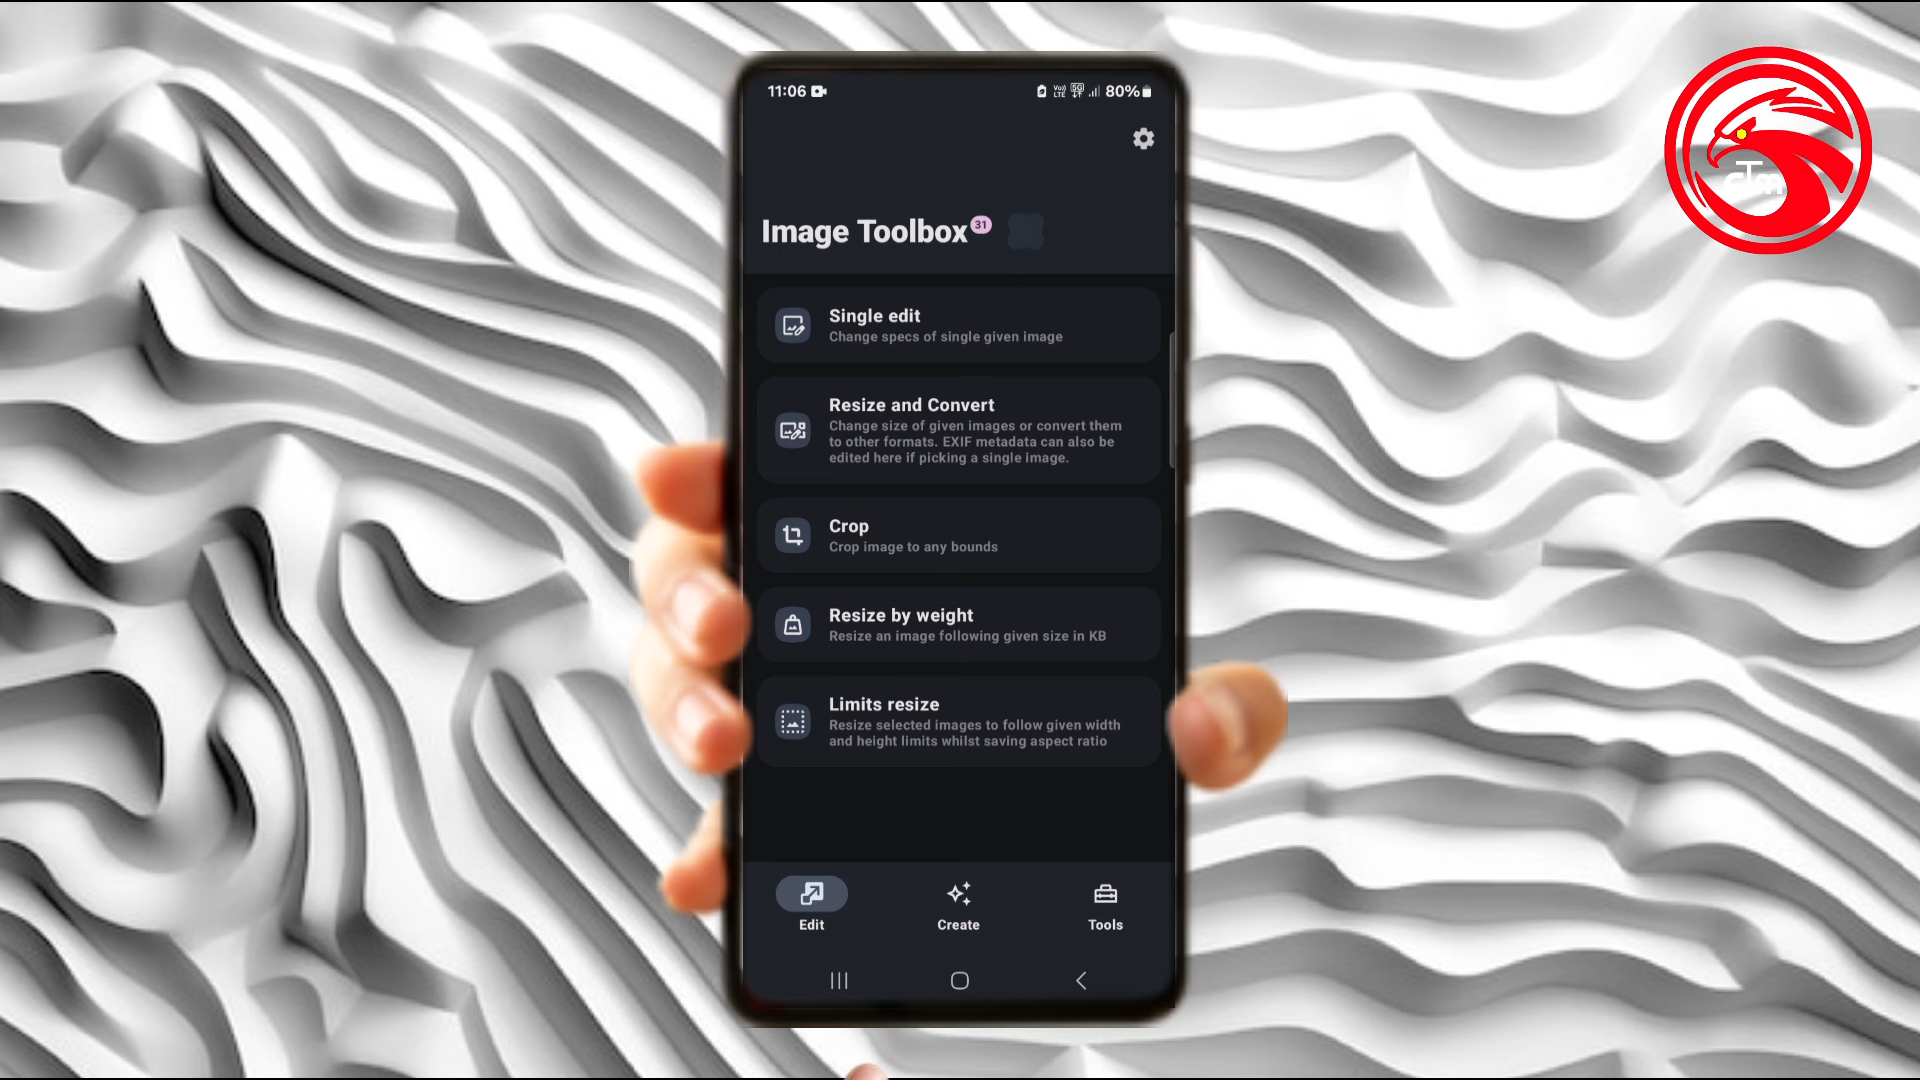 11:06
80%
Image Toolbox 31
Single edit
Change specs of single given image
Resize and Convert
Change size of given images or convert them
to other formats. EXIF metadata can also be
edited here if picking a single image.
Crop
Crop image to any bounds
Resize by weight
Resize an image following given size in KB
Limits resize
Resize selected images to follow given width
and height limits whilst saving aspect ratio
Edit
Create
Tools
cTm